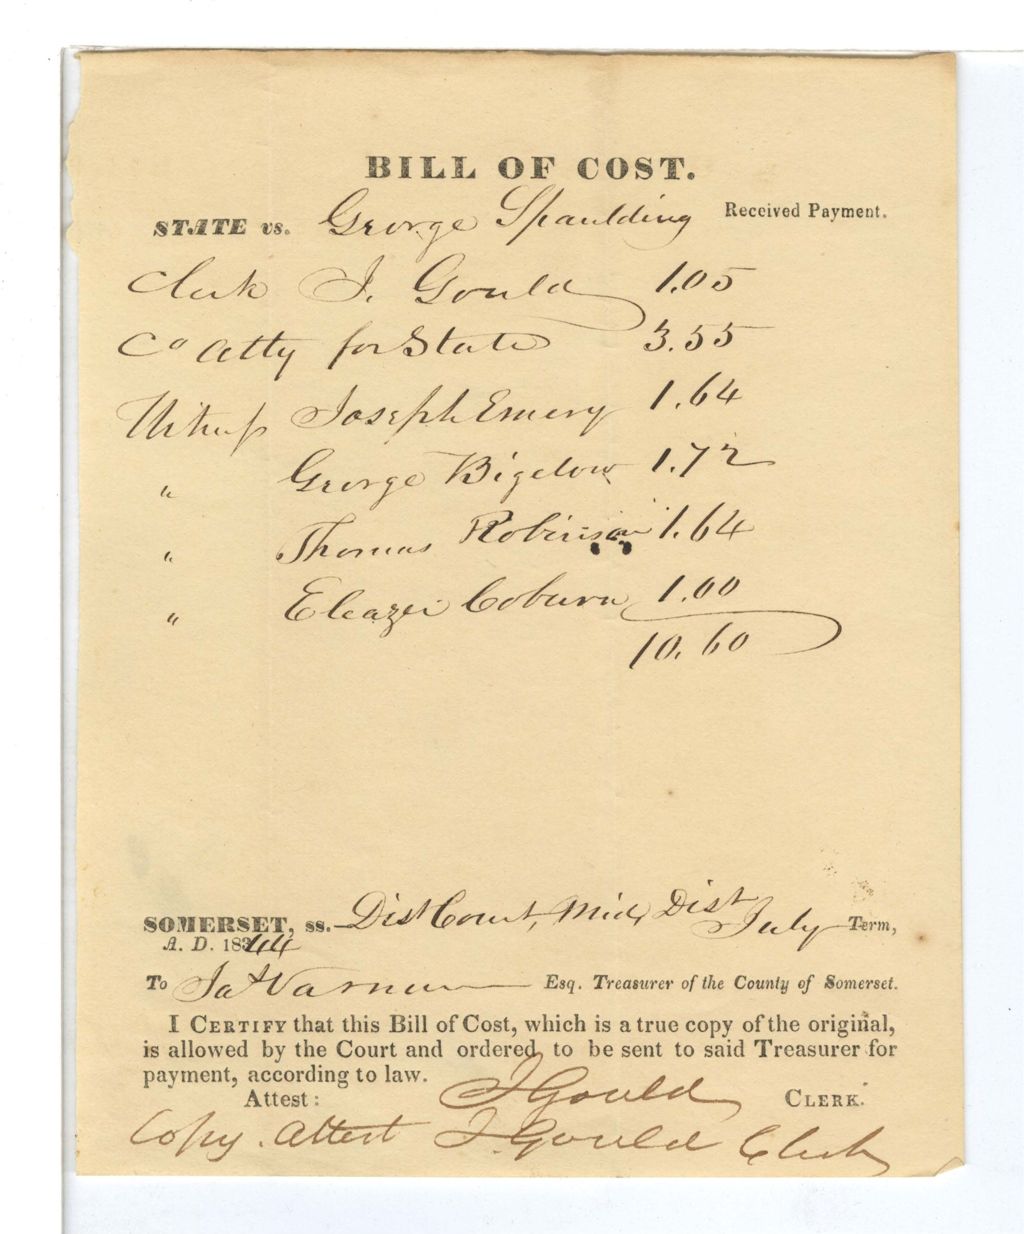 BILL OF COST.
STATE vs. George Spaulding Received Payment.
Clerk J. Gould 1.05
Co Atty for State 3.55
Witness Joseph Emery 1.64
" George Bigelow 1.72
" Thomas Robinson 1.64
" Eleazer Coburn 1.00
10.60
SOMERSET, ss. Dist Court, Mid Dist July Term,
A. D. 1844
To Varnum Esq. Treasurer of the County of Somerset.
I CERTIFY that this Bill of Cost, which is a true copy of the original,
is allowed by the Court and ordered to be sent to said Treasurer for
payment, according to law.
Attest: J Gould CLERK.
Copy. Attest J. Gould Clerk